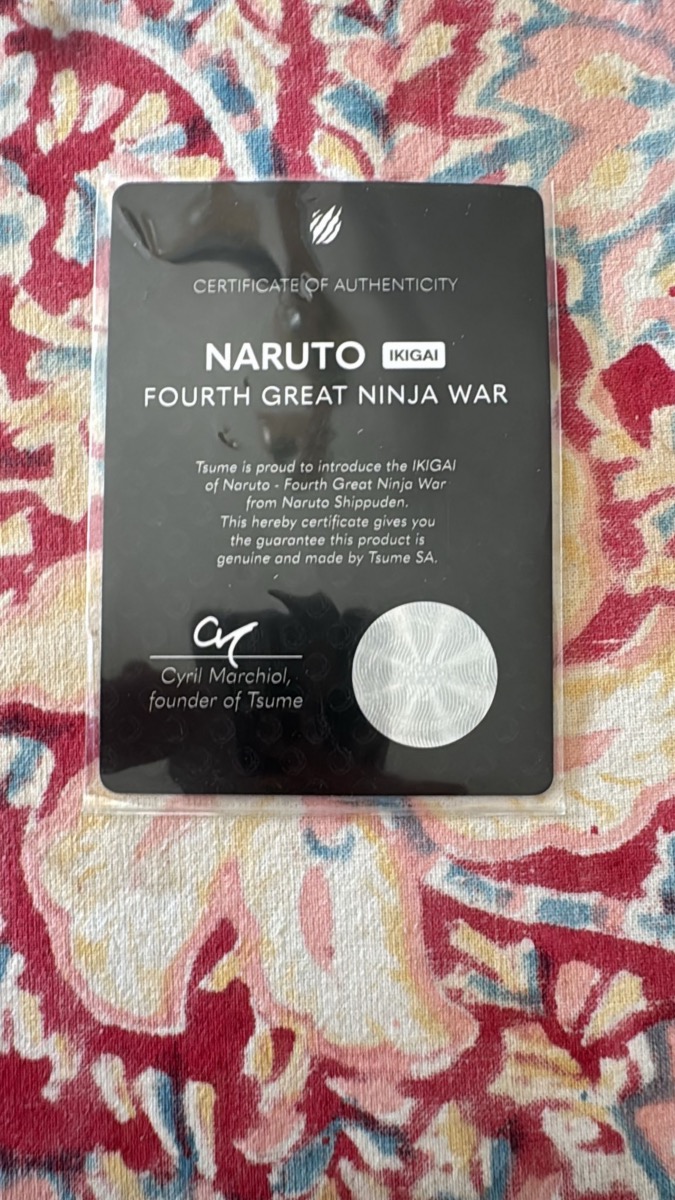 CERTIFICATE OF AUTHENTICITY
NARUTO IKIGAI
FOURTH GREAT NINJA WAR
Tsume is proud to introduce the IKIGAI
of Naruto - Fourth Great Ninja War
from Naruto Shippuden.
This hereby certificate gives you
the guarantee this product is
genuine and made by Tsume SA.
Cyril Marchiol,
founder of Tsume